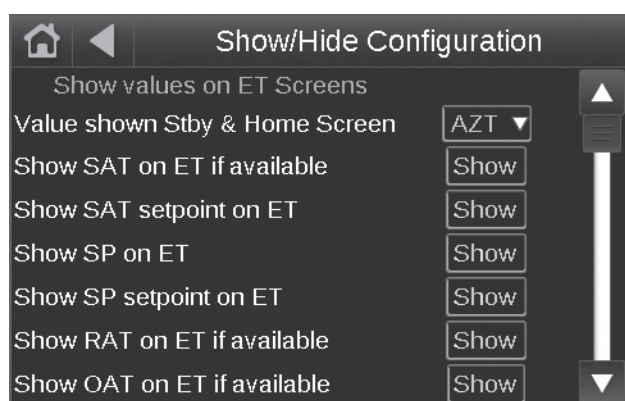 Show/Hide Configuration
Show values on ET Screens
Value shown Stby & Home Screen AZT
Show SAT on ET if available Show
Show SAT setpoint on ET Show
Show SP on ET Show
Show SP setpoint on ET Show
Show RAT on ET if available Show
Show OAT on ET if available Show